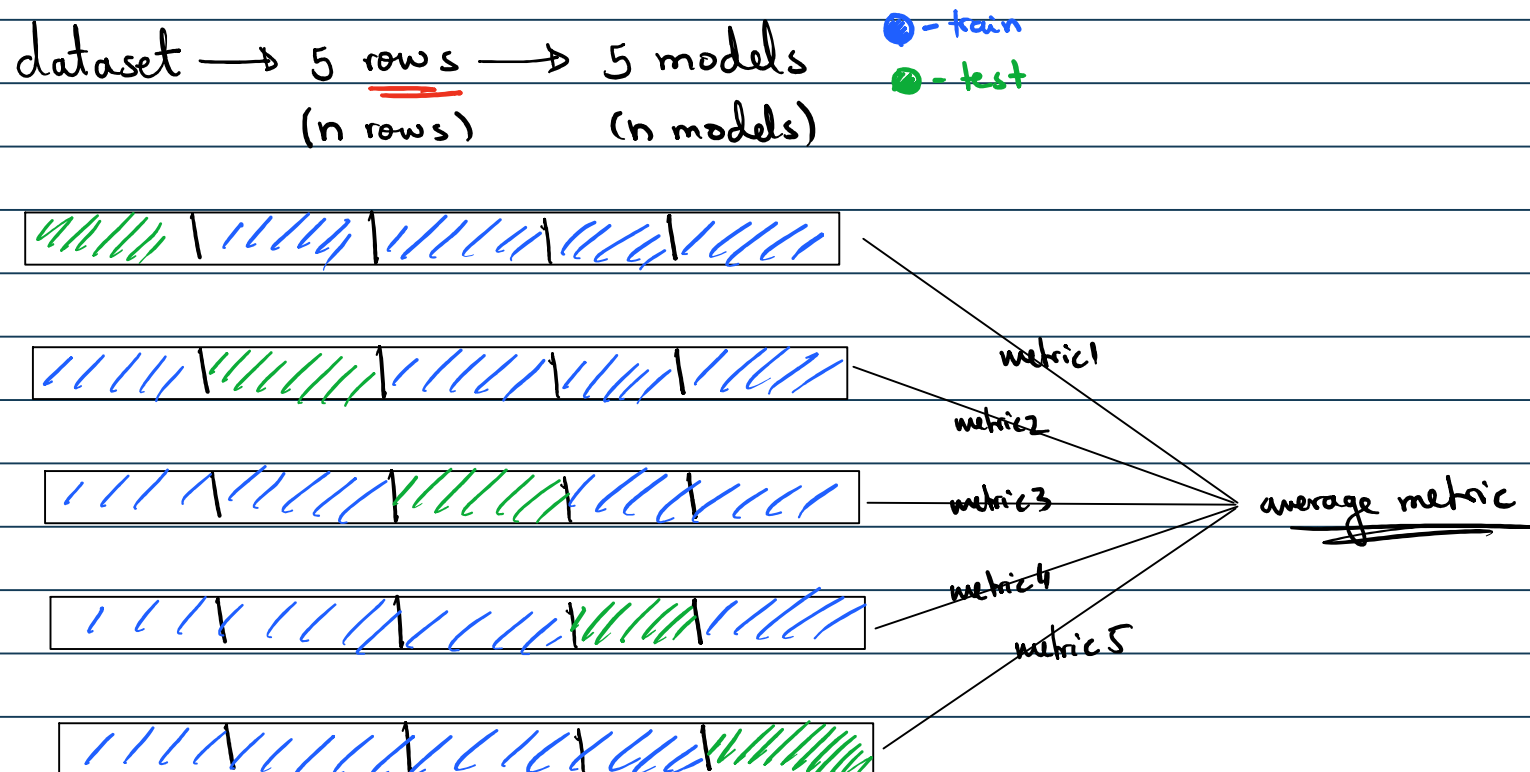 dataset → 5 rows → 5 models
(n rows) (n models)
- train
- test
metric1
metric2
metric3
metric4
metric5
average metric